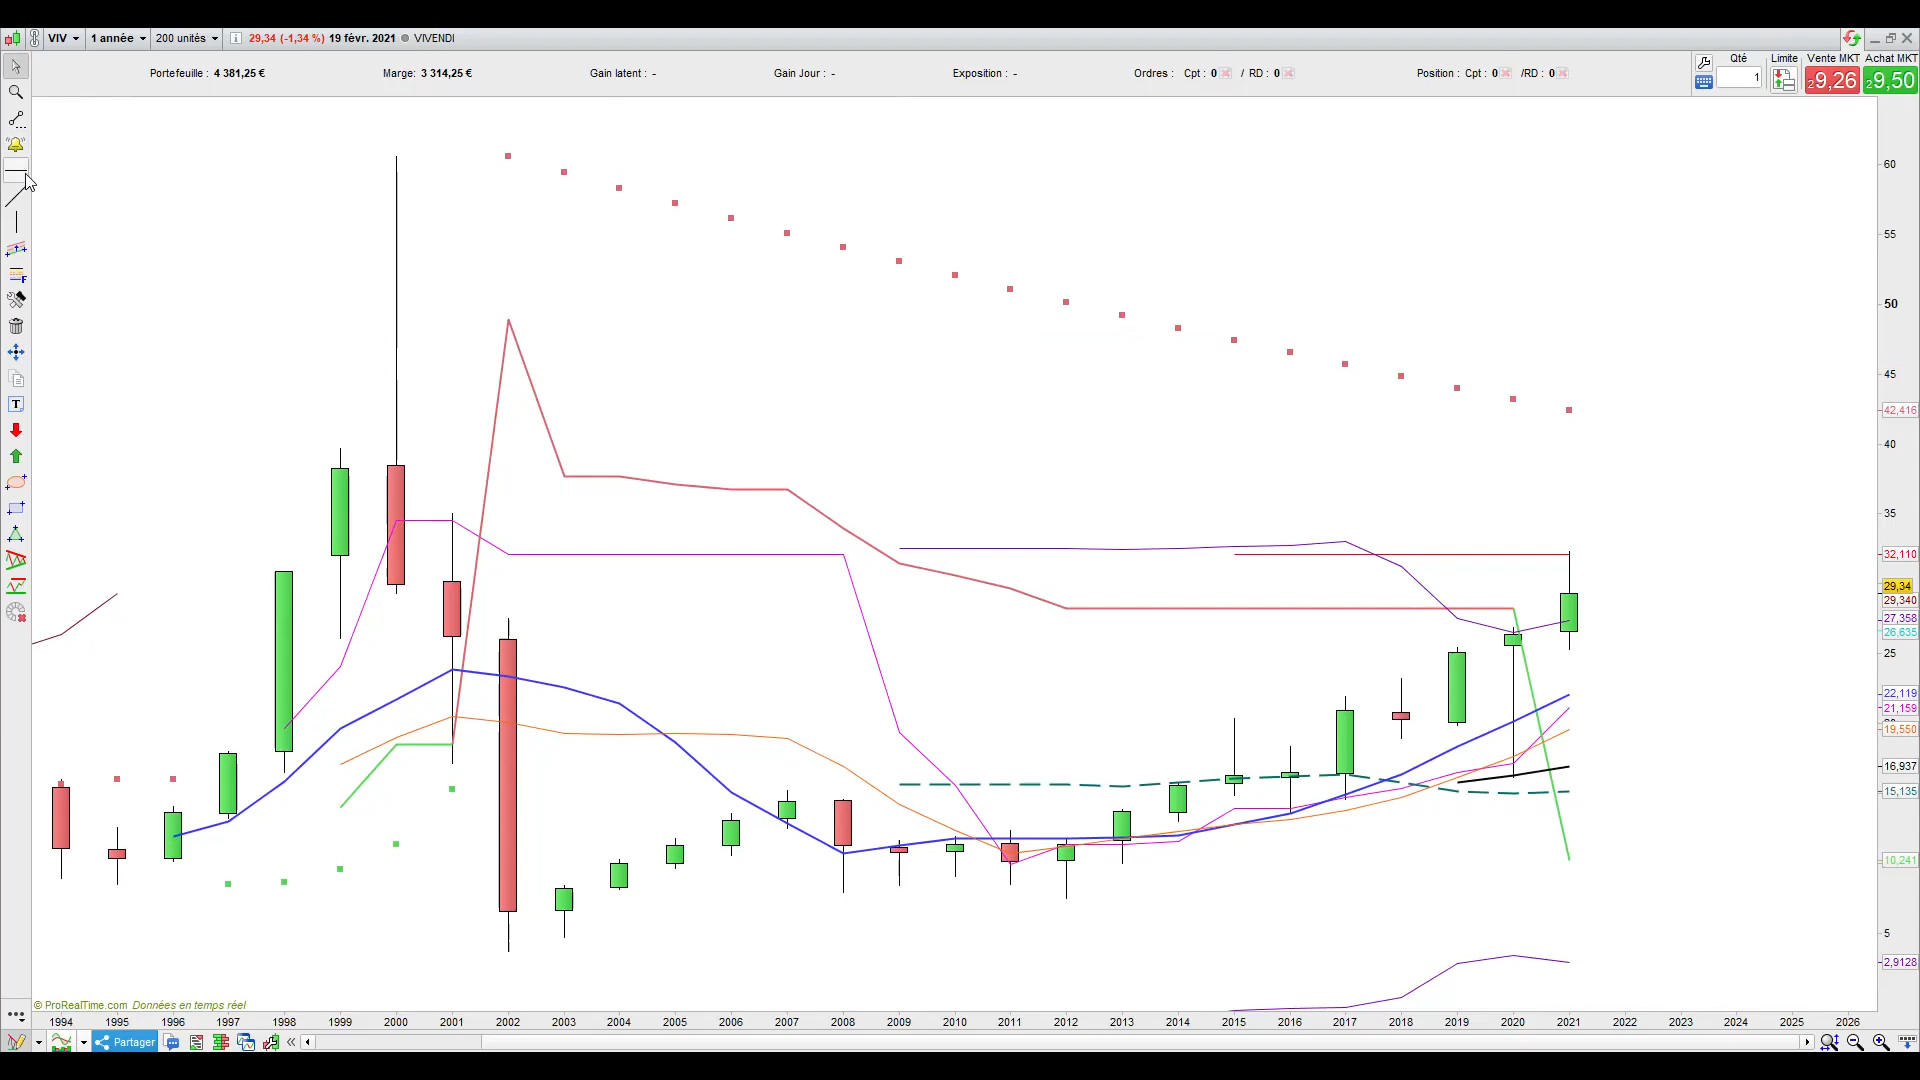 VIV 1 année 200 unités 29,34 (-1,34 %) 19 févr. 2021 VIVENDI
Portefeuille : 4 381,25 € Marge: 3 314,25 € Gain latent : - Gain Jour : - Exposition : - Ordres : Cpt : 0 / RD : 0 Position : Cpt : 0 /RD : 0
Qté Limite Vente MKT Achat MKT
1 29,26 29,50
60
55
50
45
42,416
40
35
32,110
29,34
29,340
27,358
26,635
25
22,119
21,159
19,550
16,937
15,135
10,241
5
2,9128
F
T
© ProRealTime.com Données en temps réel
1994 1995 1996 1997 1998 1999 2000 2001 2002 2003 2004 2005 2006 2007 2008 2009 2010 2011 2012 2013 2014 2015 2016 2017 2018 2019 2020 2021 2022 2023 2024 2025 2026
Partager